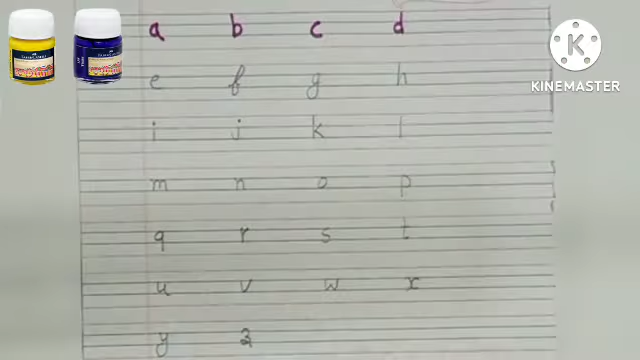 a b c d
KINEMASTER
e f g h
i j k l
m n o p
q r s t
u v w x
y z